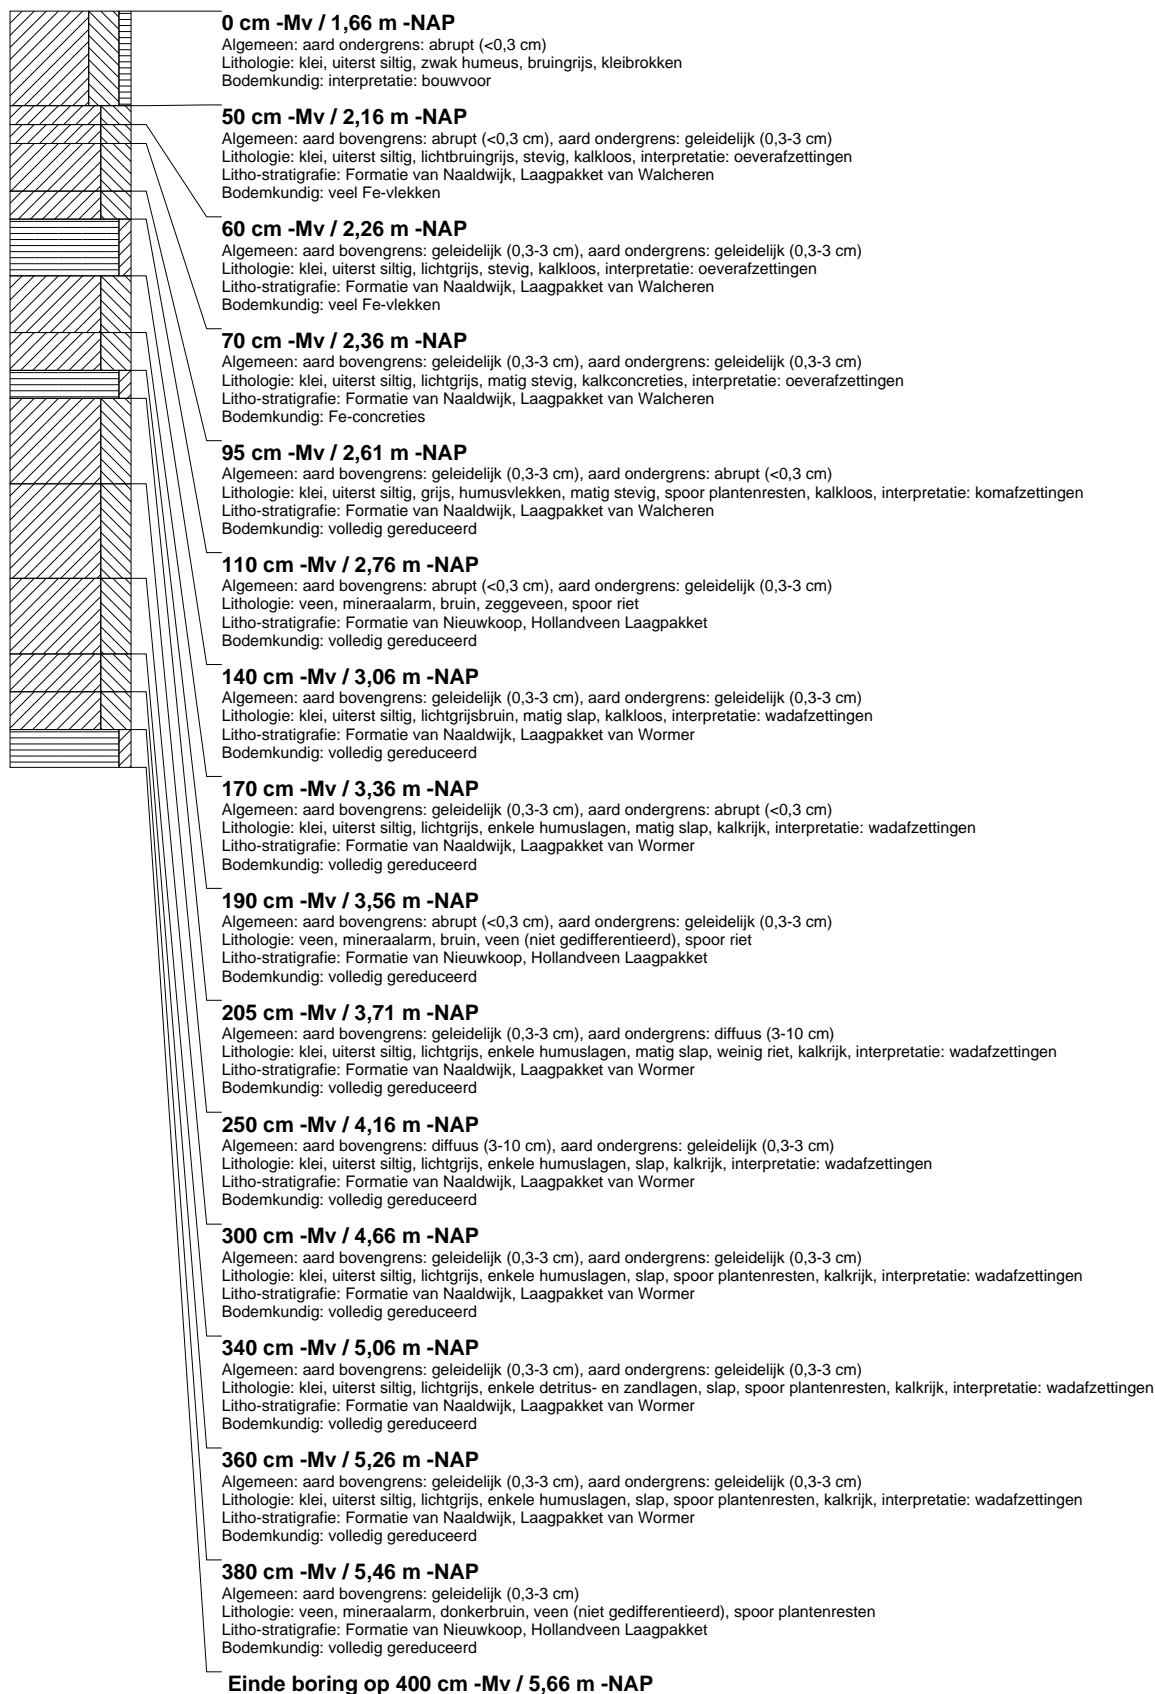 0 cm -Mv / 1,66 m -NAP
Algemeen: aard ondergrens: abrupt (<0,3 cm)
Lithologie: klei, uiterst siltig, zwak humeus, bruingrijs, kleibrokken
Bodemkundig: interpretatie: bouwvoor
50 cm -Mv / 2,16 m -NAP
Algemeen: aard bovengrens: abrupt (<0,3 cm), aard ondergrens: geleidelijk (0,3-3 cm)
Lithologie: klei, uiterst siltig, lichtbruingrijs, stevig, kalkloos, interpretatie: oeverafzettingen
Litho-stratigrafie: Formatie van Naaldwijk, Laagpakket van Walcheren
Bodemkundig: veel Fe-vlekken
60 cm -Mv / 2,26 m -NAP
Algemeen: aard bovengrens: geleidelijk (0,3-3 cm), aard ondergrens: geleidelijk (0,3-3 cm)
Lithologie: klei, uiterst siltig, lichtgrijs, stevig, kalkloos, interpretatie: oeverafzettingen
Litho-stratigrafie: Formatie van Naaldwijk, Laagpakket van Walcheren
Bodemkundig: veel Fe-vlekken
70 cm -Mv / 2,36 m -NAP
Algemeen: aard bovengrens: geleidelijk (0,3-3 cm), aard ondergrens: geleidelijk (0,3-3 cm)
Lithologie: klei, uiterst siltig, lichtgrijs, matig stevig, kalkconcreties, interpretatie: oeverafzettingen
Litho-stratigrafie: Formatie van Naaldwijk, Laagpakket van Walcheren
Bodemkundig: Fe-concreties
95 cm -Mv / 2,61 m -NAP
Algemeen: aard bovengrens: geleidelijk (0,3-3 cm), aard ondergrens: abrupt (<0,3 cm)
Lithologie: klei, uiterst siltig, grijs, humusvlekken, matig stevig, spoor plantenresten, kalkloos, interpretatie: komafzettingen
Litho-stratigrafie: Formatie van Naaldwijk, Laagpakket van Walcheren
Bodemkundig: volledig gereduceerd
110 cm -Mv / 2,76 m -NAP
Algemeen: aard bovengrens: abrupt (<0,3 cm), aard ondergrens: geleidelijk (0,3-3 cm)
Lithologie: veen, mineraalarm, bruin, zeggeveen, spoor riet
Litho-stratigrafie: Formatie van Nieuwkoop, Hollandveen Laagpakket
Bodemkundig: volledig gereduceerd
140 cm -Mv / 3,06 m -NAP
Algemeen: aard bovengrens: geleidelijk (0,3-3 cm), aard ondergrens: geleidelijk (0,3-3 cm)
Lithologie: klei, uiterst siltig, lichtgrijsbruin, matig slap, kalkloos, interpretatie: wadafzettingen
Litho-stratigrafie: Formatie van Naaldwijk, Laagpakket van Wormer
Bodemkundig: volledig gereduceerd
170 cm -Mv / 3,36 m -NAP
Algemeen: aard bovengrens: geleidelijk (0,3-3 cm), aard ondergrens: abrupt (<0,3 cm)
Lithologie: klei, uiterst siltig, lichtgrijs, enkele humuslagen, matig slap, kalkrijk, interpretatie: wadafzettingen
Litho-stratigrafie: Formatie van Naaldwijk, Laagpakket van Wormer
Bodemkundig: volledig gereduceerd
190 cm -Mv / 3,56 m -NAP
Algemeen: aard bovengrens: abrupt (<0,3 cm), aard ondergrens: geleidelijk (0,3-3 cm)
Lithologie: veen, mineraalarm, bruin, veen (niet gedifferentieerd), spoor riet
Litho-stratigrafie: Formatie van Nieuwkoop, Hollandveen Laagpakket
Bodemkundig: volledig gereduceerd
205 cm -Mv / 3,71 m -NAP
Algemeen: aard bovengrens: geleidelijk (0,3-3 cm), aard ondergrens: diffuus (3-10 cm)
Lithologie: klei, uiterst siltig, lichtgrijs, enkele humuslagen, matig slap, weinig riet, kalkrijk, interpretatie: wadafzettingen
Litho-stratigrafie: Formatie van Naaldwijk, Laagpakket van Wormer
Bodemkundig: volledig gereduceerd
250 cm -Mv / 4,16 m -NAP
Algemeen: aard bovengrens: diffuus (3-10 cm), aard ondergrens: geleidelijk (0,3-3 cm)
Lithologie: klei, uiterst siltig, lichtgrijs, enkele humuslagen, slap, kalkrijk, interpretatie: wadafzettingen
Litho-stratigrafie: Formatie van Naaldwijk, Laagpakket van Wormer
Bodemkundig: volledig gereduceerd
300 cm -Mv / 4,66 m -NAP
Algemeen: aard bovengrens: geleidelijk (0,3-3 cm), aard ondergrens: geleidelijk (0,3-3 cm)
Lithologie: klei, uiterst siltig, lichtgrijs, enkele humuslagen, slap, spoor plantenresten, kalkrijk, interpretatie: wadafzettingen
Litho-stratigrafie: Formatie van Naaldwijk, Laagpakket van Wormer
Bodemkundig: volledig gereduceerd
340 cm -Mv / 5,06 m -NAP
Algemeen: aard bovengrens: geleidelijk (0,3-3 cm), aard ondergrens: geleidelijk (0,3-3 cm)
Lithologie: klei, uiterst siltig, lichtgrijs, enkele detritus- en zandlagen, slap, spoor plantenresten, kalkrijk, interpretatie: wadafzettingen
Litho-stratigrafie: Formatie van Naaldwijk, Laagpakket van Wormer
Bodemkundig: volledig gereduceerd
360 cm -Mv / 5,26 m -NAP
Algemeen: aard bovengrens: geleidelijk (0,3-3 cm), aard ondergrens: geleidelijk (0,3-3 cm)
Lithologie: klei, uiterst siltig, lichtgrijs, enkele humuslagen, slap, spoor plantenresten, kalkrijk, interpretatie: wadafzettingen
Litho-stratigrafie: Formatie van Naaldwijk, Laagpakket van Wormer
Bodemkundig: volledig gereduceerd
380 cm -Mv / 5,46 m -NAP
Algemeen: aard bovengrens: geleidelijk (0,3-3 cm)
Lithologie: veen, mineraalarm, donkerbruin, veen (niet gedifferentieerd), spoor plantenresten
Litho-stratigrafie: Formatie van Nieuwkoop, Hollandveen Laagpakket
Bodemkundig: volledig gereduceerd
Einde boring op 400 cm -Mv / 5,66 m -NAP